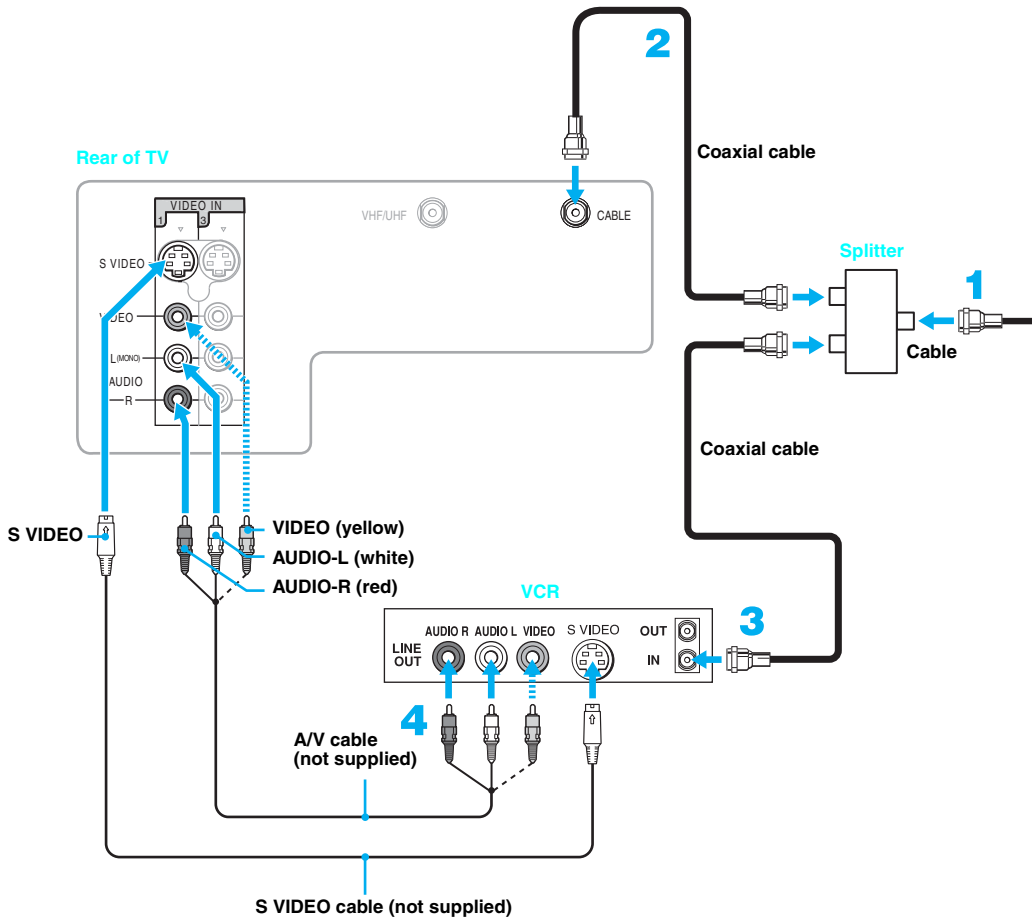 2
Coaxial cable
Rear of TV
VIDEO IN
1
3
VHF/UHF
CABLE
S VIDEO
Splitter
1
VIDEO
Cable
L(MONO)
AUDIO
R
Coaxial cable
S VIDEO
VIDEO (yellow)
AUDIO-L (white)
AUDIO-R (red)
VCR
AUDIO R AUDIO L VIDEO S VIDEO
OUT
LINE
OUT
IN
3
4
A/V cable
(not supplied)
S VIDEO cable (not supplied)